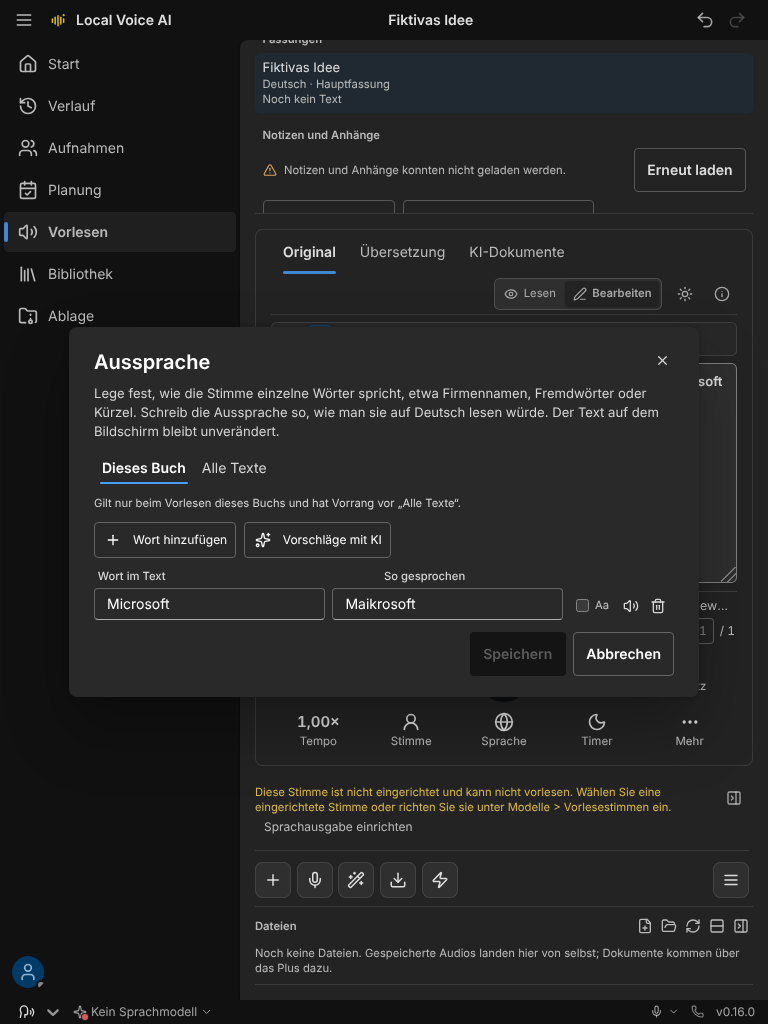 Local Voice AI
Fiktivas Idee
Start
Verlauf
Aufnahmen
Planung
Vorlesen
Bibliothek
Ablage
Fassungen
Fiktivas Idee
Deutsch · Hauptfassung
Noch kein Text
Notizen und Anhänge
Notizen und Anhänge konnten nicht geladen werden.
Erneut laden
Original Übersetzung KI-Dokumente
Lesen Bearbeiten
soft
Aussprache
Lege fest, wie die Stimme einzelne Wörter spricht, etwa Firmennamen, Fremdwörter oder
Kürzel. Schreib die Aussprache so, wie man sie auf Deutsch lesen würde. Der Text auf dem
Bildschirm bleibt unverändert.
Dieses Buch Alle Texte
Gilt nur beim Vorlesen dieses Buchs und hat Vorrang vor „Alle Texte“.
Wort hinzufügen Vorschläge mit KI
Wort im Text So gesprochen
Microsoft Maikrosoft Aa
Speichern Abbrechen
ew...
1 / 1
tz
1,00× 
Tempo Stimme Sprache Timer Mehr
Diese Stimme ist nicht eingerichtet und kann nicht vorlesen. Wählen Sie eine
eingerichtete Stimme oder richten Sie sie unter Modelle > Vorlesestimmen ein.
Sprachausgabe einrichten
Dateien
Noch keine Dateien. Gespeicherte Audios landen hier von selbst; Dokumente kommen über
das Plus dazu.
Kein Sprachmodell
v0.16.0